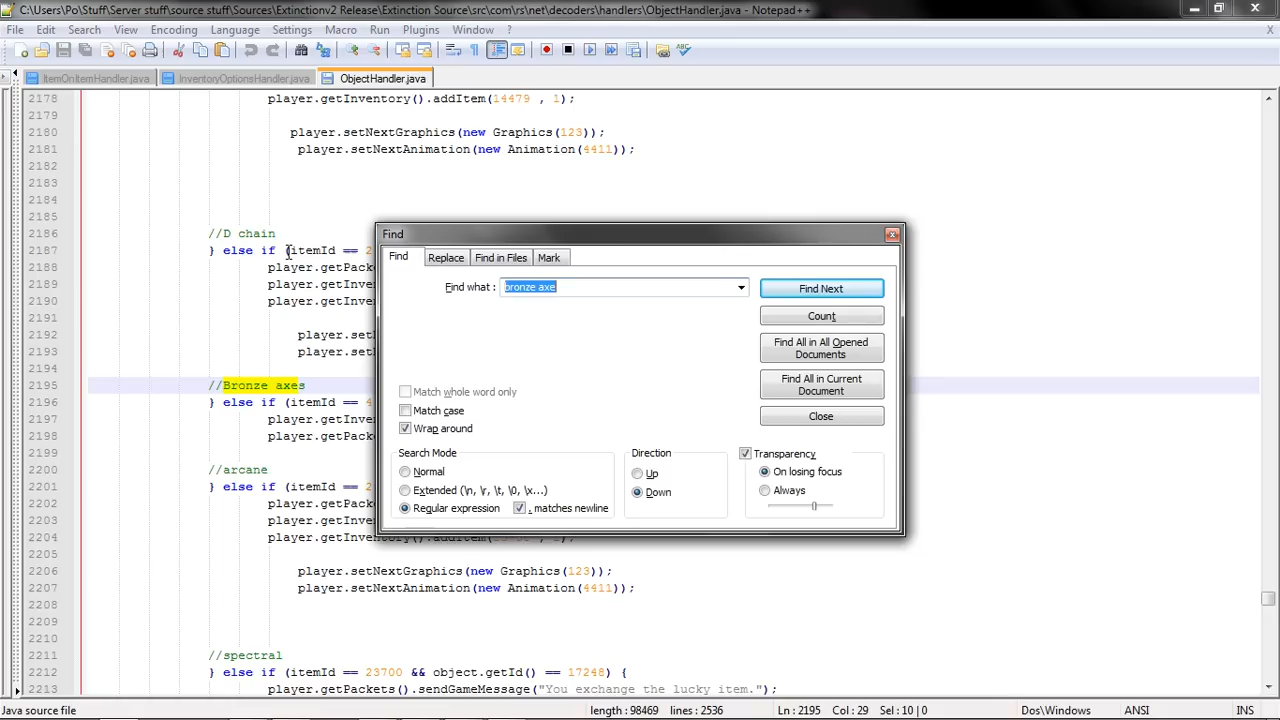 C:\Users\Po\Stuff\Server stuff\source stuff\Sources\Extinctionv2 Release\Extinction Source\src\com\rs\net\decoders\handlers\ObjectHandler.java - Notepad++
File Edit Search View Encoding Language Settings Macro Run Plugins Window ? X
ItemOnItemHandler.java InventoryOptionsHandler.java ObjectHandler.java
2178 player.getInventory().addItem(14479 , 1);
2179
2180 player.setNextGraphics(new Graphics(123));
2181 player.setNextAnimation(new Animation(4411));
2182
2183
2184
2185
2186 //D chain
2187 } else if (itemId == 2
2188 player.getPack
2189 player.getInve
2190 player.getInve
2191
2192 player.setN
2193 player.setN
2194
2195 //Bronze axes
2196 } else if (itemId == 4
2197 player.getInve
2198 player.getPack
2199
2200 //arcane
2201 } else if (itemId == 2
2202 player.getPack
2203 player.getInve
2204 player.getInventory().addItem(
2205
2206 player.setNextGraphics(new Graphics(123));
2207 player.setNextAnimation(new Animation(4411));
2208
2209
2210
2211 //spectral
2212 } else if (itemId == 23700 && object.getId() == 17248) {
2213 player.getPackets().sendGameMessage("You exchange the lucky item.");
Find
Find Replace Find in Files Mark
Find what : bronze axe
Find Next
Count
Find All in All Opened Documents
Find All in Current Document
Close
Match whole word only
Match case
Wrap around
Search Mode
Normal
Extended (\n, \r, \t, \0, \x...)
Regular expression . matches newline
Direction
Up
Down
Transparency
On losing focus
Always
Java source file length : 98469 lines : 2536 Ln : 2195 Col : 29 Sel : 10 | 0 Dos\Windows ANSI INS